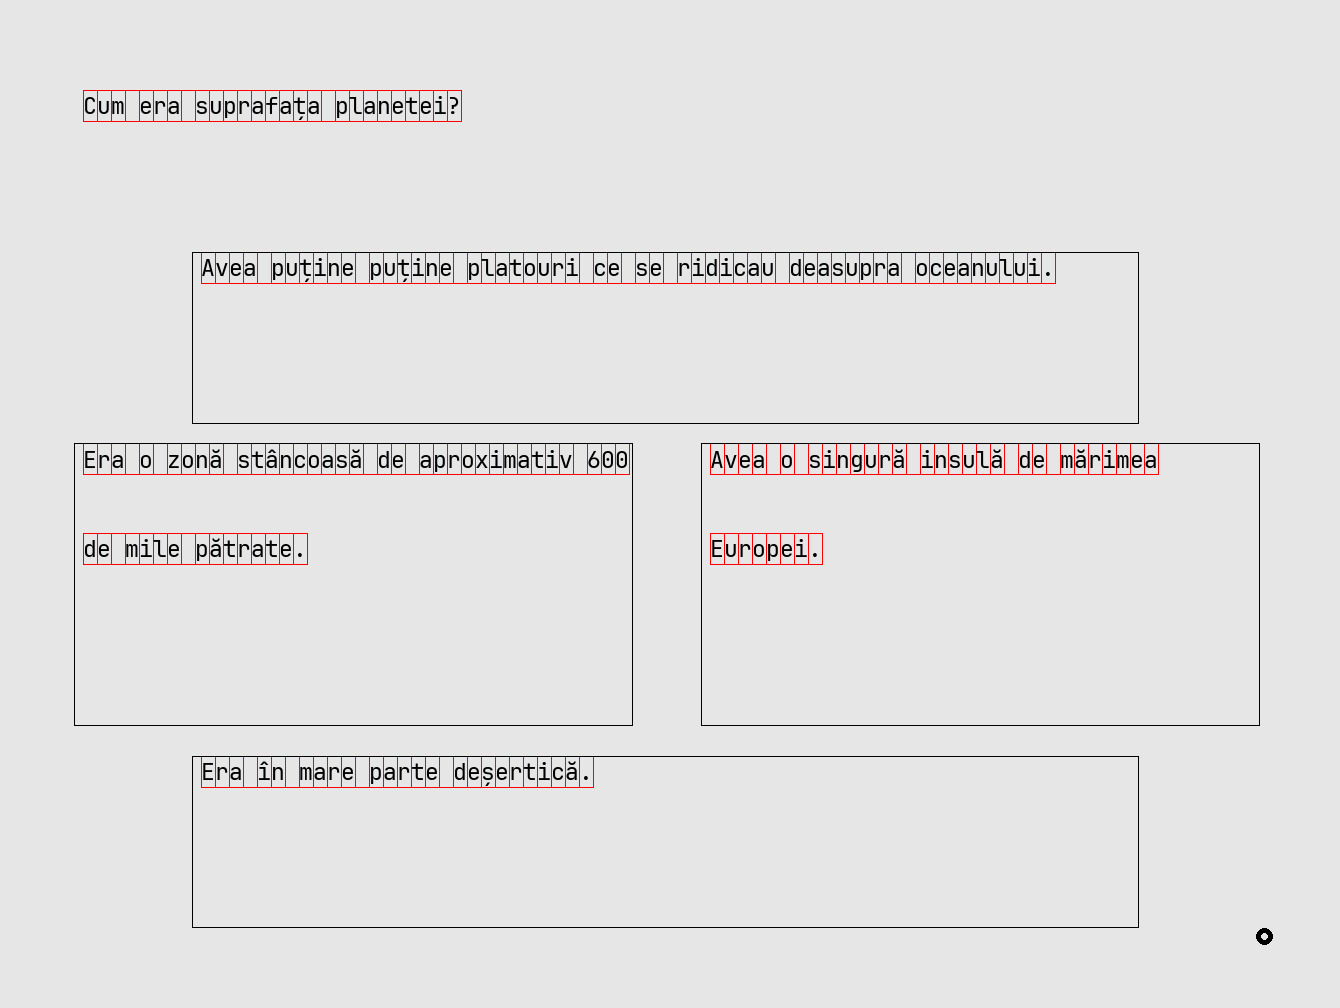 Cum era suprafața planetei?
Avea puține puține platouri ce se ridicau deasupra oceanului.
Era o zonă stâncoasă de aproximativ 600
de mile pătrate.
Avea o singură insulă de mărimea
Europei.
Era în mare parte deșertică.